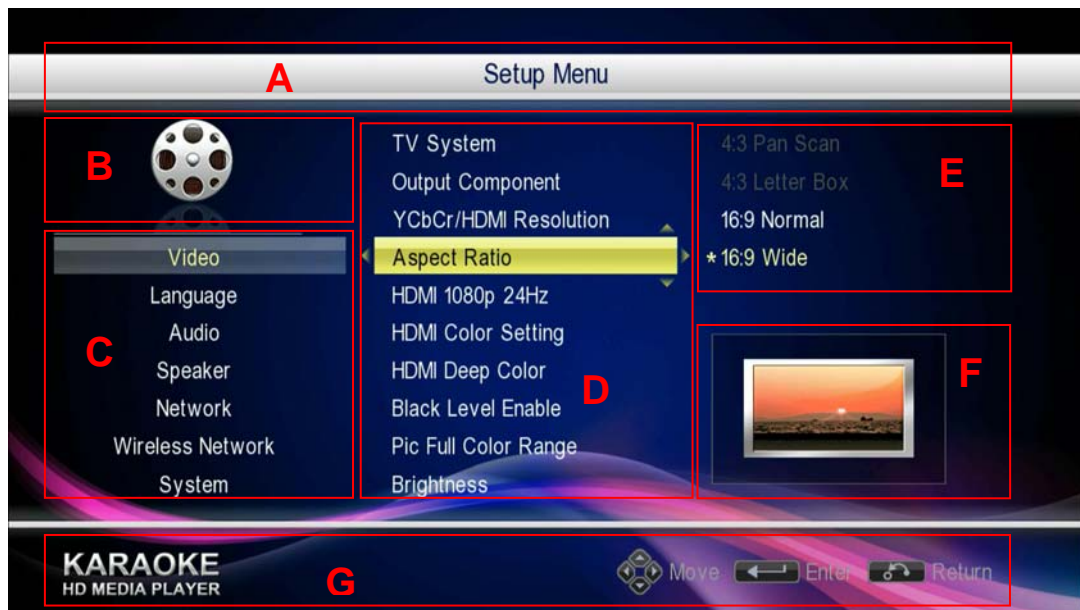 A
Setup Menu
B
C
Video
Language
Audio
Speaker
Network
Wireless Network
System
D
TV System
Output Component
YCbCr/HDMI Resolution
Aspect Ratio
HDMI 1080p 24Hz
HDMI Color Setting
HDMI Deep Color
Black Level Enable
Pic Full Color Range
Brightness
E
4:3 Pan Scan
4:3 Letter Box
16:9 Normal
* 16:9 Wide
F
KARAOKE
HD MEDIA PLAYER
G
Move Enter Return